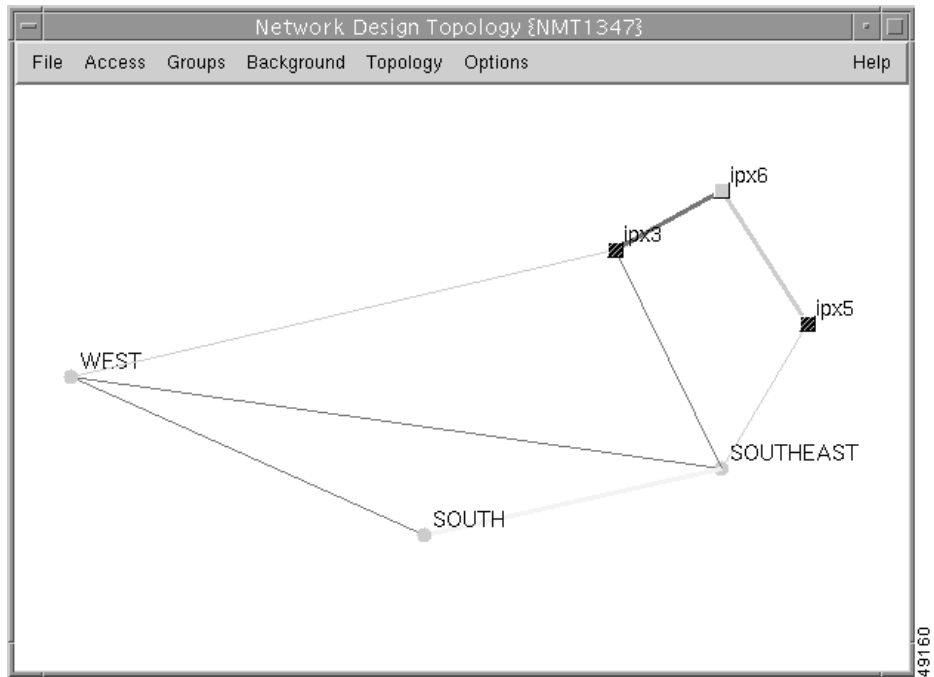 Network Design Topology {NMT1347}
File Access Groups Background Topology Options Help
ipx6
ipx3
ipx5
WEST
SOUTHEAST
SOUTH
49160